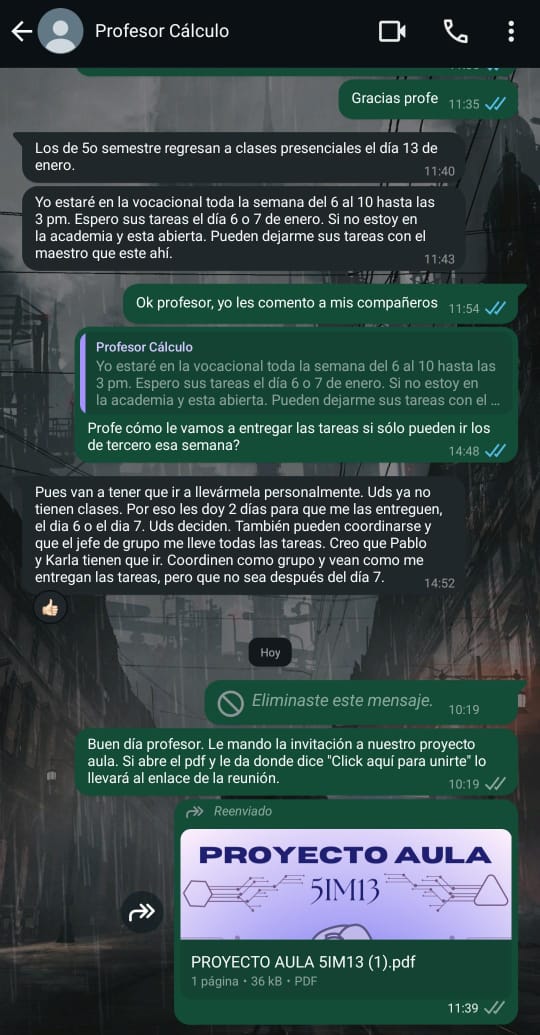 Profesor Cálculo
Gracias profe 11:35
Los de 5o semestre regresan a clases presenciales el día 13 de
enero.
11:40
Yo estaré en la vocacional toda la semana del 6 al 10 hasta las
3 pm. Espero sus tareas el día 6 o 7 de enero. Si no estoy en
la academia y esta abierta. Pueden dejarme sus tareas con el
maestro que este ahí.
11:43
Ok profesor, yo les comento a mis compañeros 11:54
Profesor Cálculo
Yo estaré en la vocacional toda la semana del 6 al 10 hasta las
3 pm. Espero sus tareas el día 6 o 7 de enero. Si no estoy en
la academia y esta abierta. Pueden dejarme sus tareas con el ...
Profe cómo le vamos a entregar las tareas si sólo pueden ir los
de tercero esa semana?
14:48
Pues van a tener que ir a llevármela personalmente. Uds ya no
tienen clases. Por eso les doy 2 días para que me las entreguen,
el dia 6 o el dia 7. Uds deciden. También pueden coordinarse y
que el jefe de grupo me lleve todas las tareas. Creo que Pablo
y Karla tienen que ir. Coordinen como grupo y vean como me
entregan las tareas, pero que no sea después del día 7.
14:52
Hoy
Eliminaste este mensaje. 10:19
Buen día profesor. Le mando la invitación a nuestro proyecto
aula. Si abre el pdf y le da donde dice "Click aquí para unirte" lo
llevará al enlace de la reunión.
10:19
Reenviado
PROYECTO AULA
5IM13
PROYECTO AULA 5IM13 (1).pdf
1 página • 36 kB • PDF
11:39